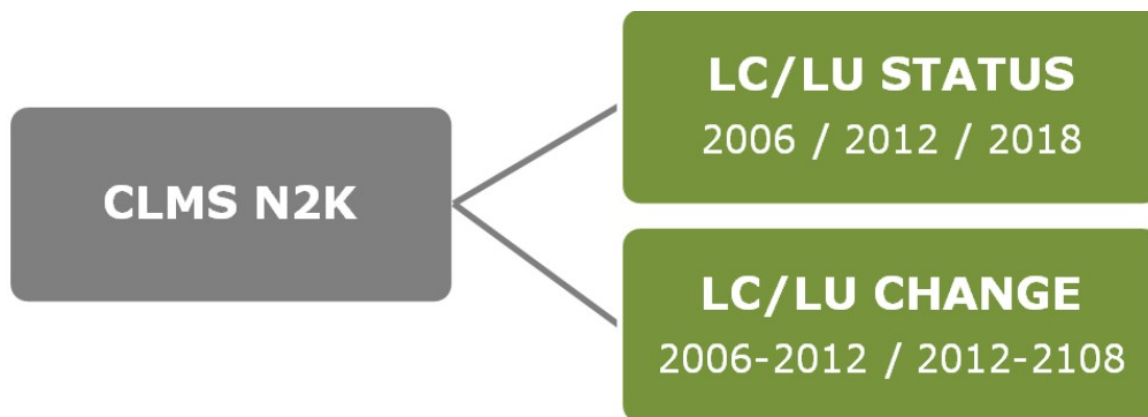 CLMS N2K
LC/LU STATUS
2006 / 2012 / 2018
LC/LU CHANGE
2006-2012 / 2012-2108